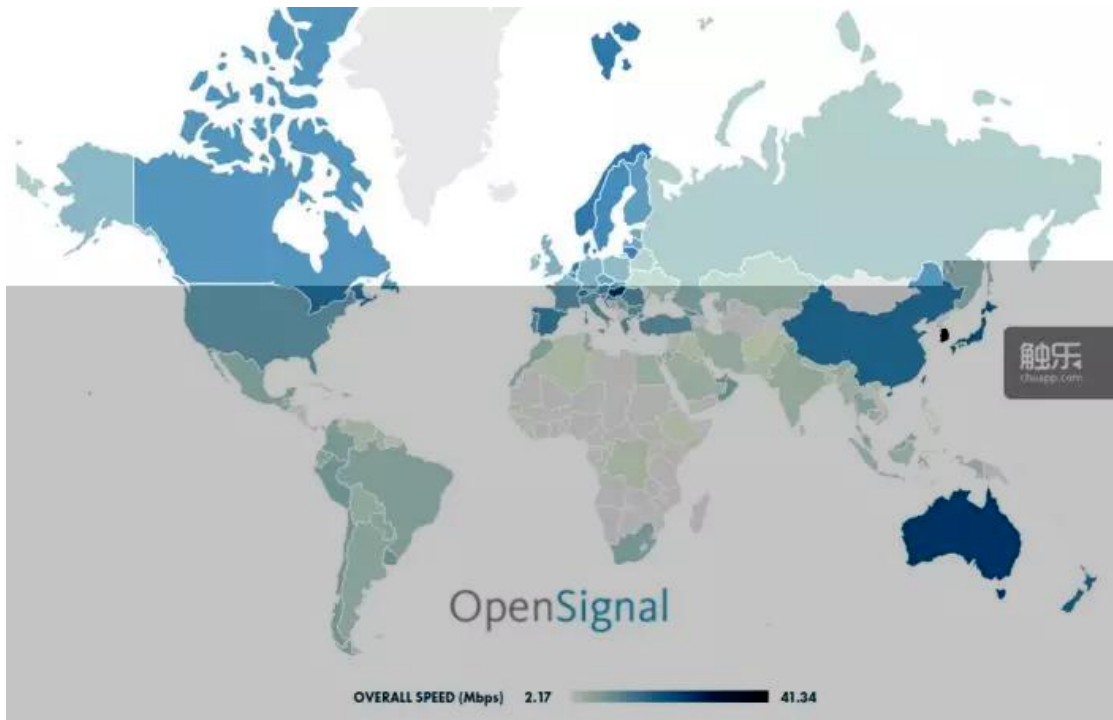 触乐
chuapp.com
OpenSignal
OVERALL SPEED (Mbps) 2.17 41.34